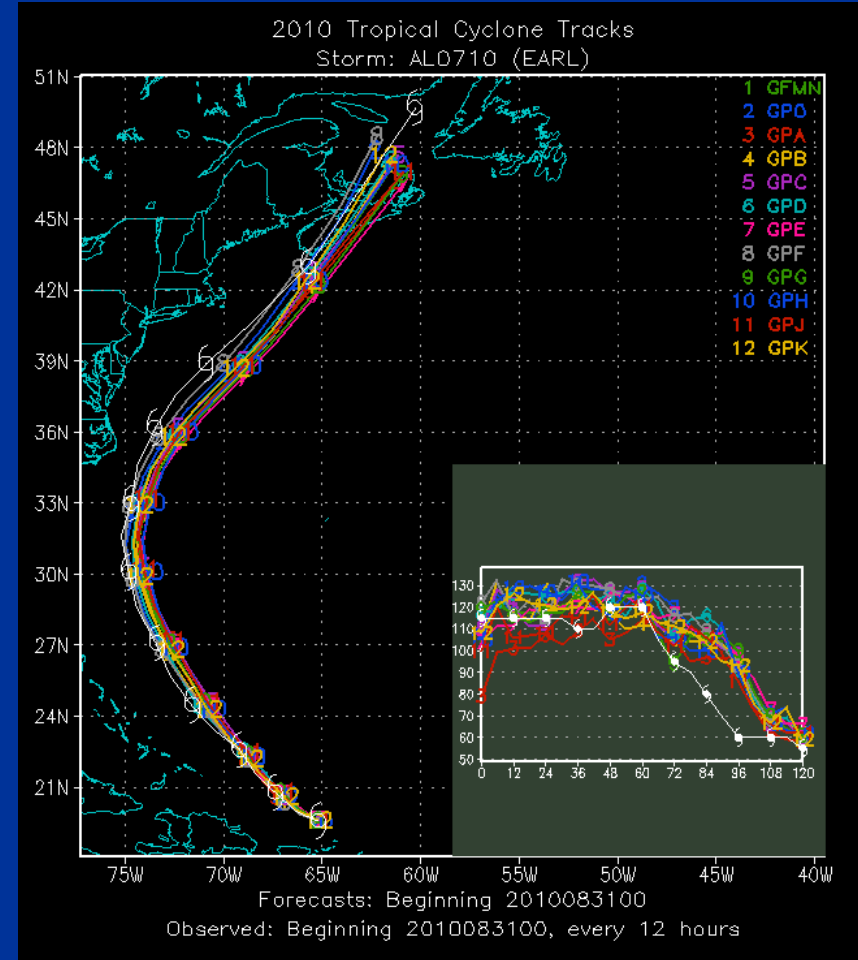 2010 Tropical Cyclone Tracks
Storm: AL0710 (EARL)
51N
48N
45N
42N
39N
36N
33N
30N
27N
24N
21N
1 GFMN
2 GPO
3 GPA
4 GPB
5 GPC
6 GPD
7 GPE
8 GPF
9 GPG
10 GPH
11 GPJ
12 GPK
130
120
110
100
90
80
70
60
50
0 12 24 36 48 60 72 84 96 108 120
75W 70W 65W 60W 55W 50W 45W 40W
Forecasts: Beginning 2010083100
Observed: Beginning 2010083100, every 12 hours